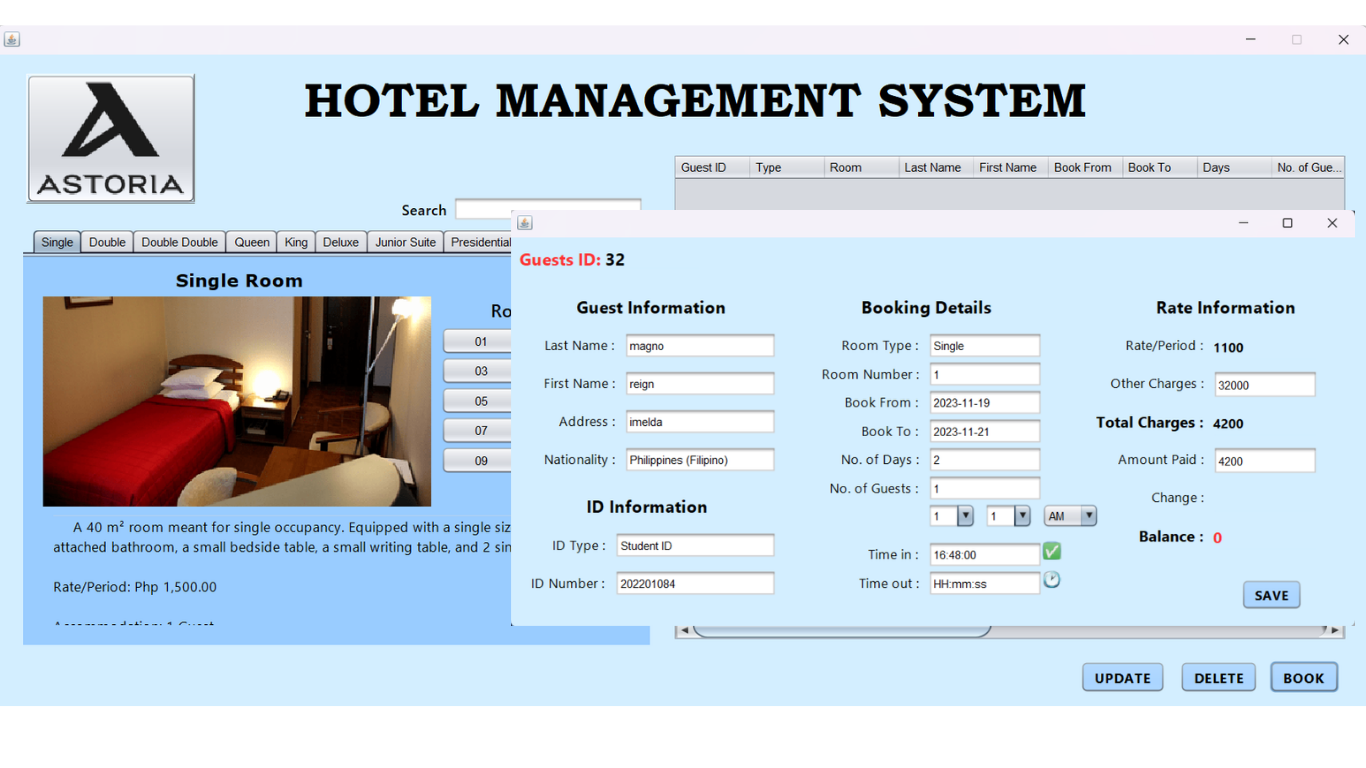 HOTEL MANAGEMENT SYSTEM
ASTORIA
Search
Guest ID Type Room Last Name First Name Book From Book To Days No. of Gue...
Single Double Double Double Queen King Deluxe Junior Suite Presidential
Single Room
Ro
01
03
05
07
09
A 40 m² room meant for single occupancy. Equipped with a single siz
attached bathroom, a small bedside table, a small writing table, and 2 sin
Rate/Period: Php 1,500.00
Accommodation: 1 Guest
Guests ID: 32
Guest Information
Last Name : magno
First Name : reign
Address : imelda
Nationality : Philippines (Filipino)
ID Information
ID Type : Student ID
ID Number : 202201084
Booking Details
Room Type : Single
Room Number : 1
Book From : 2023-11-19
Book To : 2023-11-21
No. of Days : 2
No. of Guests : 1
1 1 AM
Time in : 16:48:00
Time out : HH:mm:ss
Rate Information
Rate/Period : 1100
Other Charges : 32000
Total Charges : 4200
Amount Paid : 4200
Change :
Balance : 0
SAVE
UPDATE DELETE BOOK